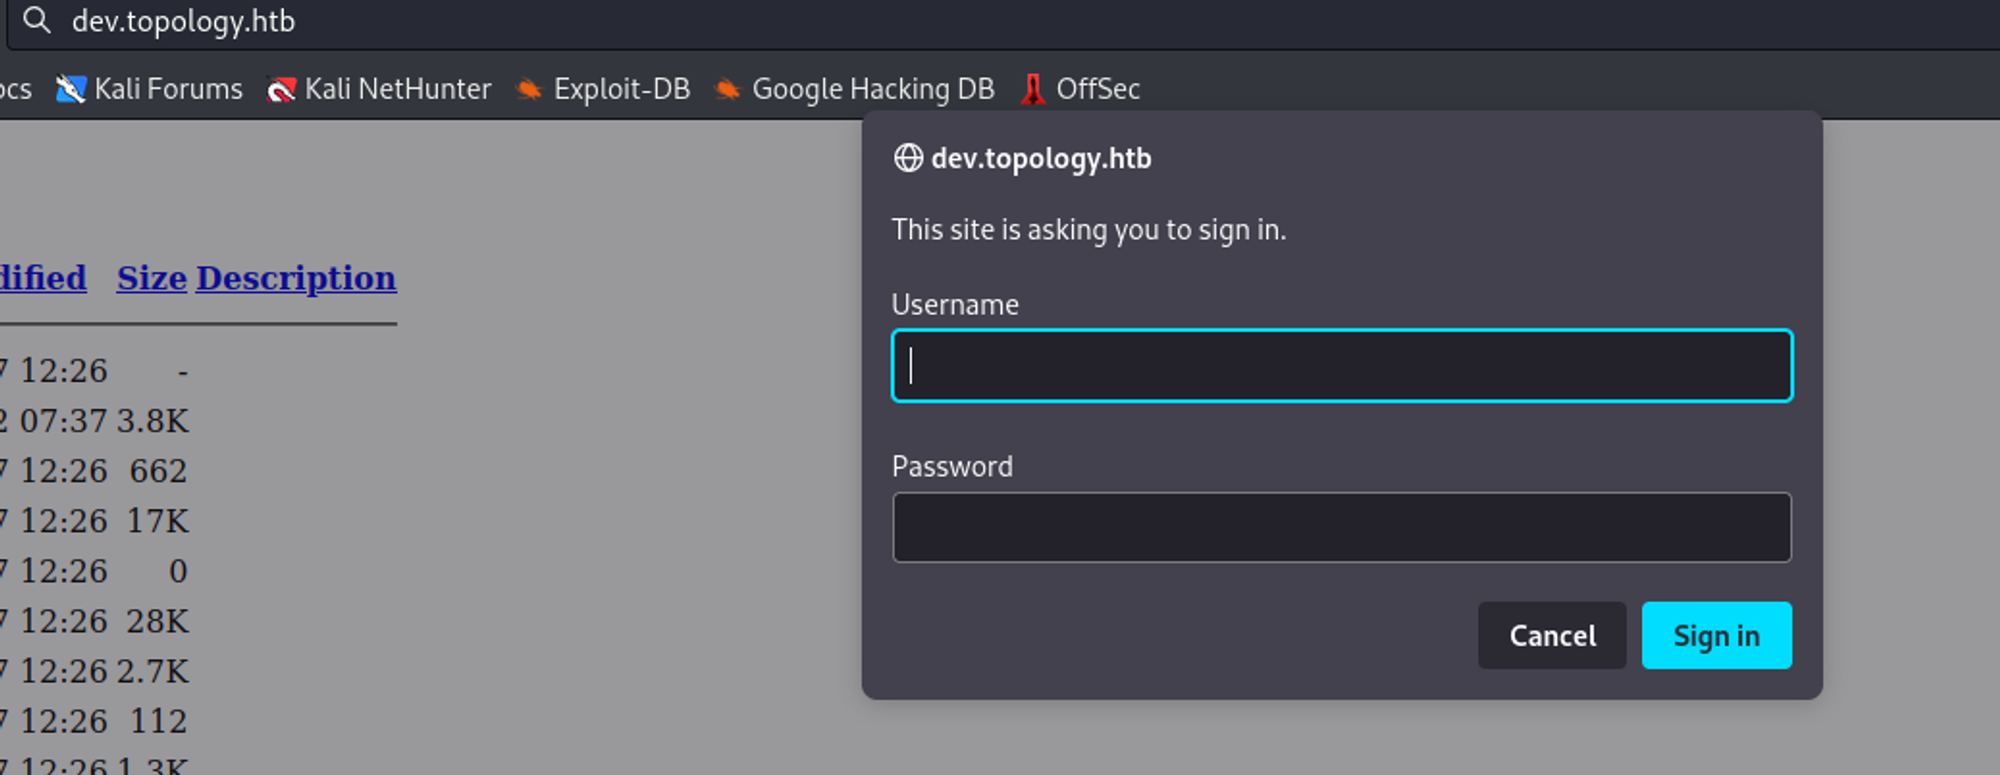 dev.topology.htb
ocs Kali Forums Kali NetHunter Exploit-DB Google Hacking DB OffSec
dified Size Description
7 12:26 -
2 07:37 3.8K
7 12:26 662
7 12:26 17K
7 12:26 0
7 12:26 28K
7 12:26 2.7K
7 12:26 112
7 12:26 1.3K
dev.topology.htb
This site is asking you to sign in.
Username
Password
Cancel Sign in